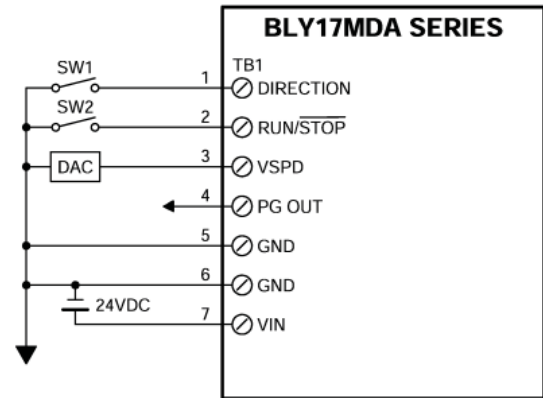 BLY17MDA SERIES
TB1
SW1
1 DIRECTION
SW2
2 RUN/STOP
DAC 3 VSPD
4 PG OUT
5 GND
6 GND
24VDC
7 VIN